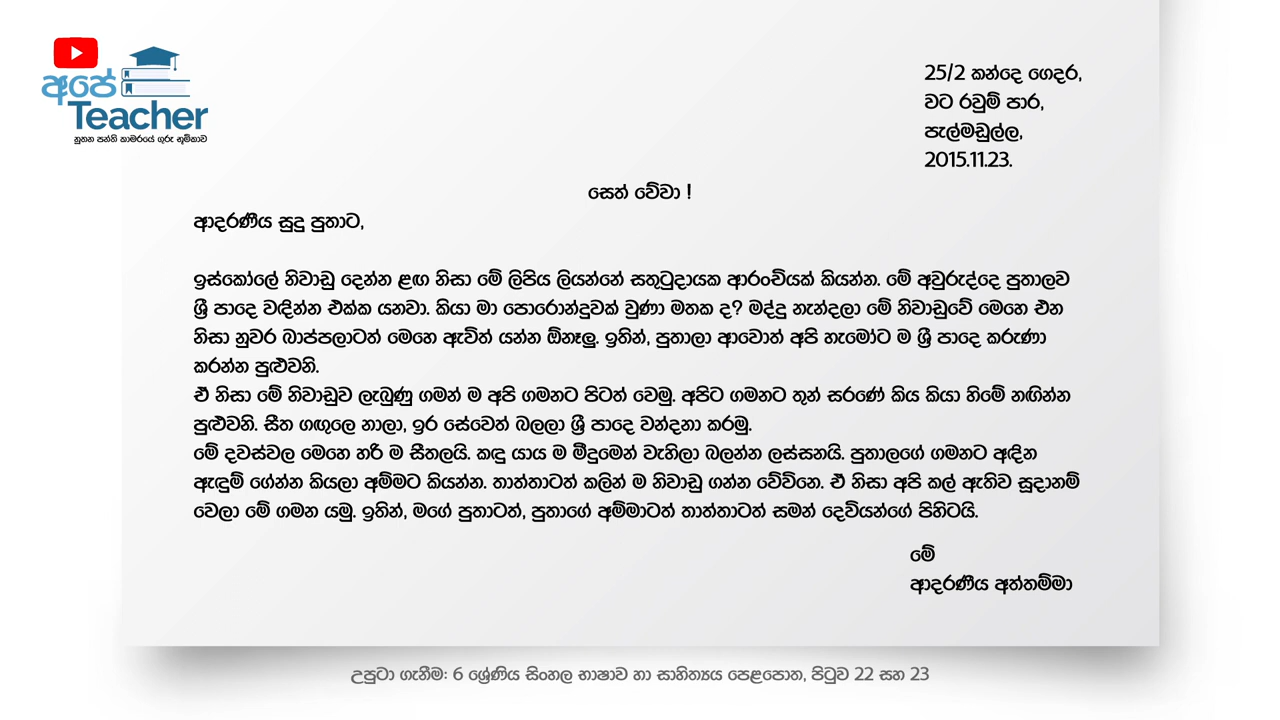 අපේ
Teacher
නූතන පන්ති කාමරයේ ගුරු භූමිකාව
25/2 කන්දෙ ගෙදර,
වට රවුම් පාර,
පැල්මඩුල්ල,
2015.11.23.
සෙත් වේවා !
ආදරණීය සුදු පුතාට,
ඉස්කෝලේ නිවාඩු දෙන්න ළඟ නිසා මේ ලිපිය ලියන්නේ සතුටුදායක ආරංචියක් කියන්න. මේ අවුරුද්දෙ පුතාලව
ශ්‍රී පාදෙ වඳින්න එක්ක යනවා. කියා මා පොරොන්දුවක් වුණා මතක ද? මද්දු නැන්දලා මේ නිවාඩුවේ මෙහෙ එන
නිසා නුවර බාප්පලාටත් මෙහෙ ඇවිත් යන්න ඕනෑලු. ඉතින්, පුතාලා ආවොත් අපි හැමෝට ම ශ්‍රී පාදෙ කරුණා
කරන්න පුළුවනි.
ඒ නිසා මේ නිවාඩුව ලැබුණු ගමන් ම අපි ගමනට පිටත් වෙමු. අපිට ගමනට තුන් සරණේ කිය කියා හිමේ නඟින්න
පුළුවනි. සීත ගඟුලෙ නාලා, ඉර සේවෙත් බලලා ශ්‍රී පාදෙ වන්දනා කරමු.
මේ දවස්වල මෙහෙ හරි ම සීතලයි. කඳු යාය ම මීදුමෙන් වැහිලා බලන්න ලස්සනයි. පුතාලගේ ගමනට අඳින
ඇඳුම් ගේන්න කියලා අම්මට කියන්න. තාත්තාටත් කලින් ම නිවාඩු ගන්න වේවිනෙ. ඒ නිසා අපි කල් ඇතිව සූදානම්
වෙලා මේ ගමන යමු. ඉතින්, මගේ පුතාටත්, පුතාගේ අම්මාටත් තාත්තාටත් සමන් දෙවියන්ගේ පිහිටයි.
මේ
ආදරණීය අත්තම්මා
උපුටා ගැනීම: 6 ශ්‍රේණිය සිංහල භාෂාව හා සාහිත්‍යය පෙළපොත, පිටුව 22 සහ 23